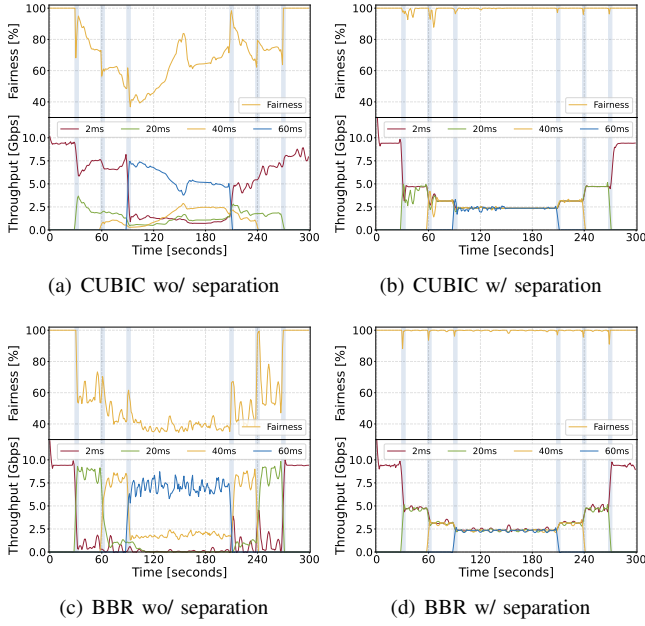 100
80
60
40
Fairness [%]
Fairness
2ms 20ms 40ms 60ms
10.0
7.5
5.0
2.5
0.0
Throughput [Gbps]
0 60 120 180 240 300
Time [seconds]
(a) CUBIC wo/ separation
100
80
60
40
Fairness [%]
Fairness
2ms 20ms 40ms 60ms
10.0
7.5
5.0
2.5
0.0
Throughput [Gbps]
0 60 120 180 240 300
Time [seconds]
(b) CUBIC w/ separation
100
80
60
40
Fairness [%]
Fairness
2ms 20ms 40ms 60ms
10.0
7.5
5.0
2.5
0.0
Throughput [Gbps]
0 60 120 180 240 300
Time [seconds]
(c) BBR wo/ separation
100
80
60
40
Fairness [%]
Fairness
2ms 20ms 40ms 60ms
10.0
7.5
5.0
2.5
0.0
Throughput [Gbps]
0 60 120 180 240 300
Time [seconds]
(d) BBR w/ separation